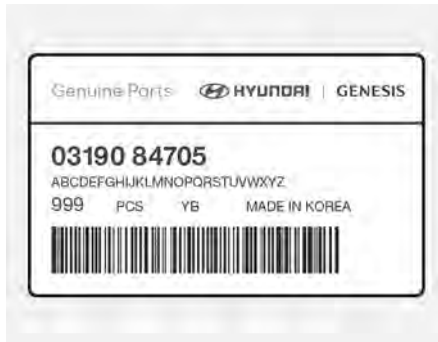 Genuine Parts HYUNDAI | GENESIS
03190 84705
ABCDEFGHIJKLMNOPQRSTUVWXYZ
999 PCS YB MADE IN KOREA